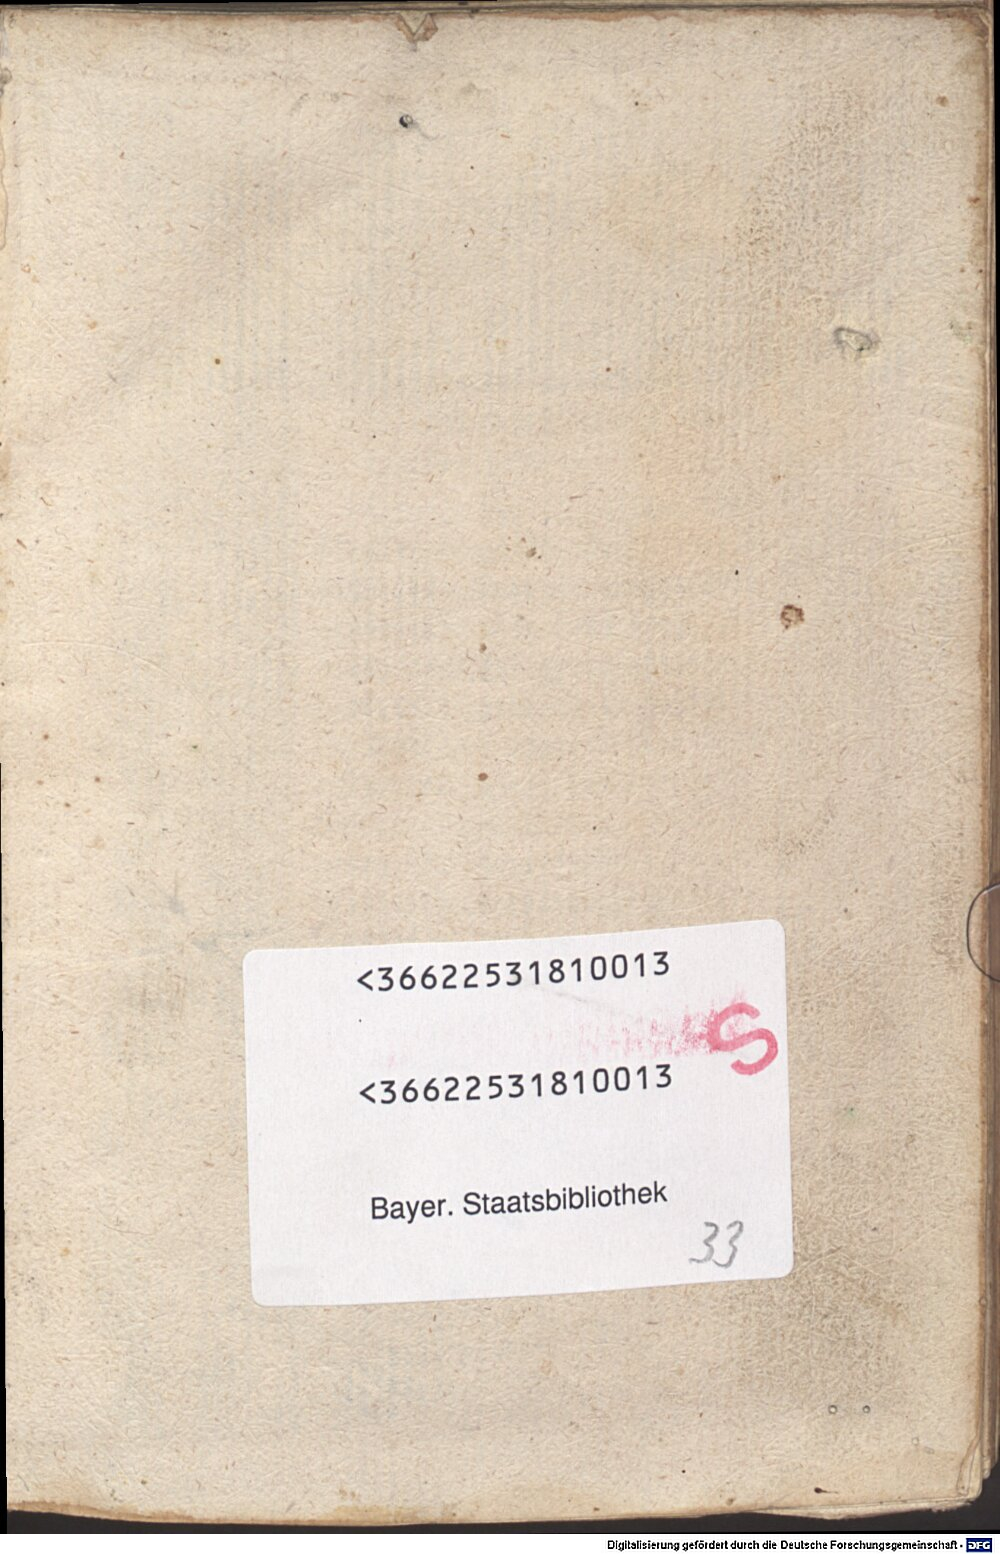 <36622531810013
S
<36622531810013
Bayer. Staatsbibliothek
33
Digitalisierung gefördert durch die Deutsche Forschungsgemeinschaft - DFG